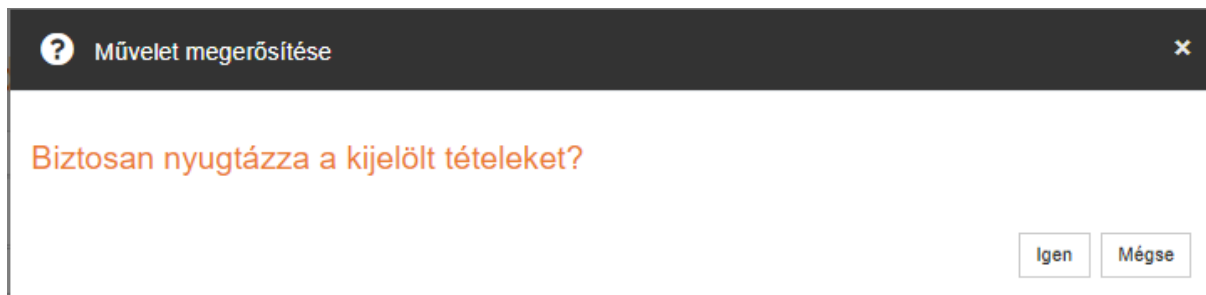 Művelet megerősítése
Biztosan nyugtázza a kijelölt tételeket?
Igen Mégse